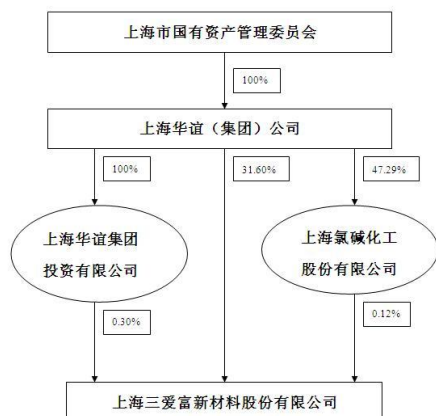 上海市国有资产管理委员会
100%
上海华谊（集团）公司
100%
31.60%
47.29%
上海华谊集团
投资有限公司
上海氯碱化工
股份有限公司
0.30%
0.12%
上海三爱富新材料股份有限公司